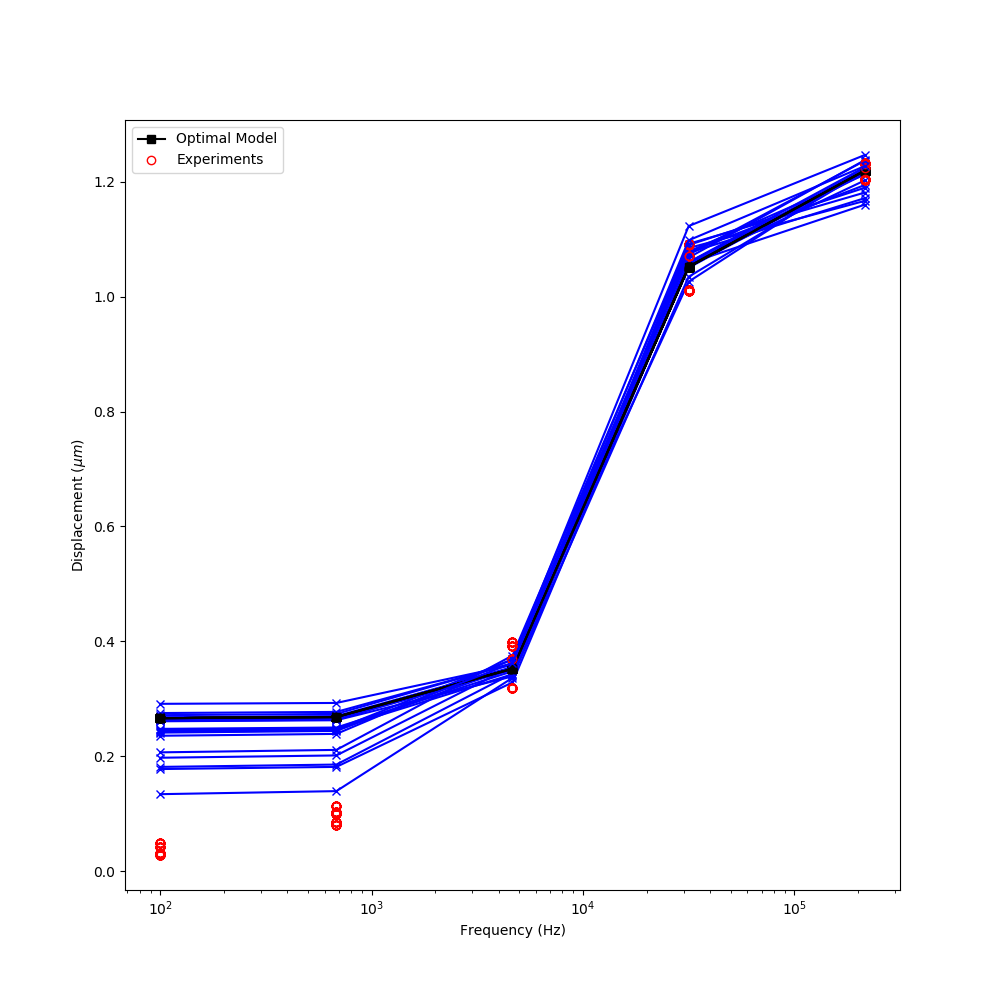 Optimal Model
Experiments
1.2
1.0
0.8
0.6
0.4
0.2
0.0
Displacement (μm)
10² 10³ 10⁴ 10⁵
Frequency (Hz)